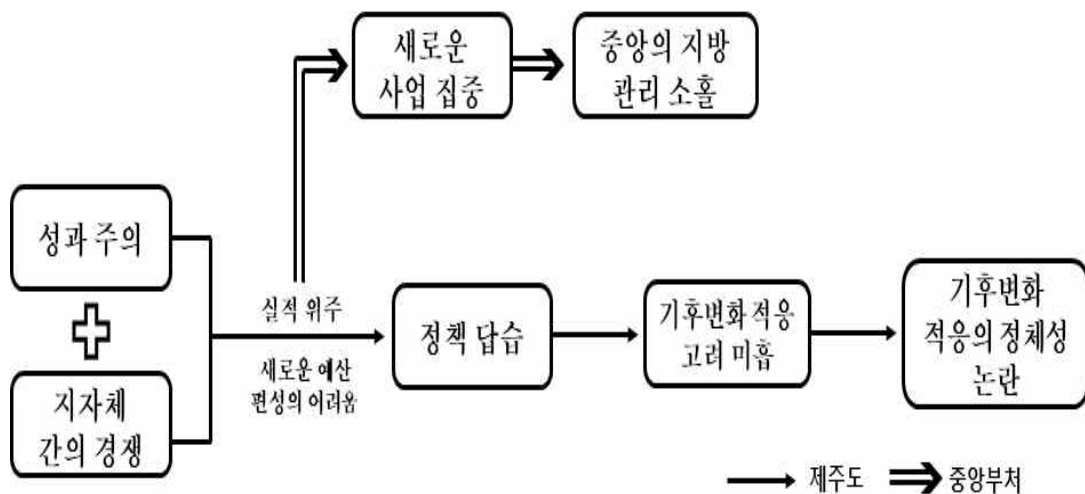 새로운
사업 집중
중앙의 지방
관리 소홀
성과 주의
지자체
간의 경쟁
실적 위주
새로운 예산
편성의 어려움
정책 답습
기후변화 적응
고려 미흡
기후변화
적응의 정체성
논란
제주도
중앙부처